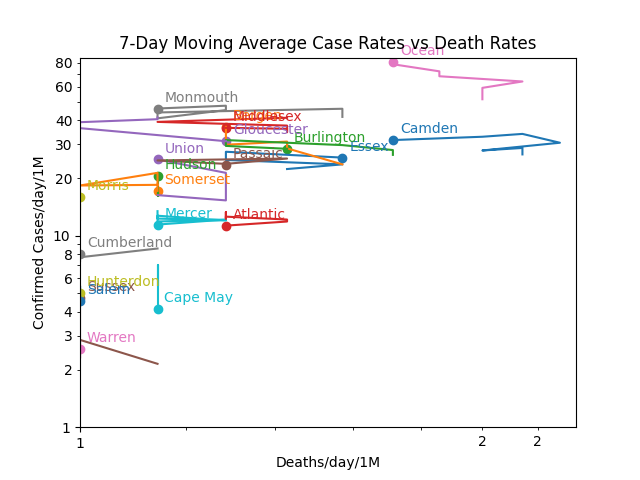 7-Day Moving Average Case Rates vs Death Rates
Ocean
80
60
40
30
20
10
8
6
4
3
2
1
Confirmed Cases/day/1M
Monmouth
Middlesex
Gloucester
Camden
Burlington
Union
Essex
Passaic
Hudson
Somerset
Morris
Mercer
Atlantic
Cumberland
Hunterdon
Sussex
Salem
Cape May
Warren
1
2
2
Deaths/day/1M